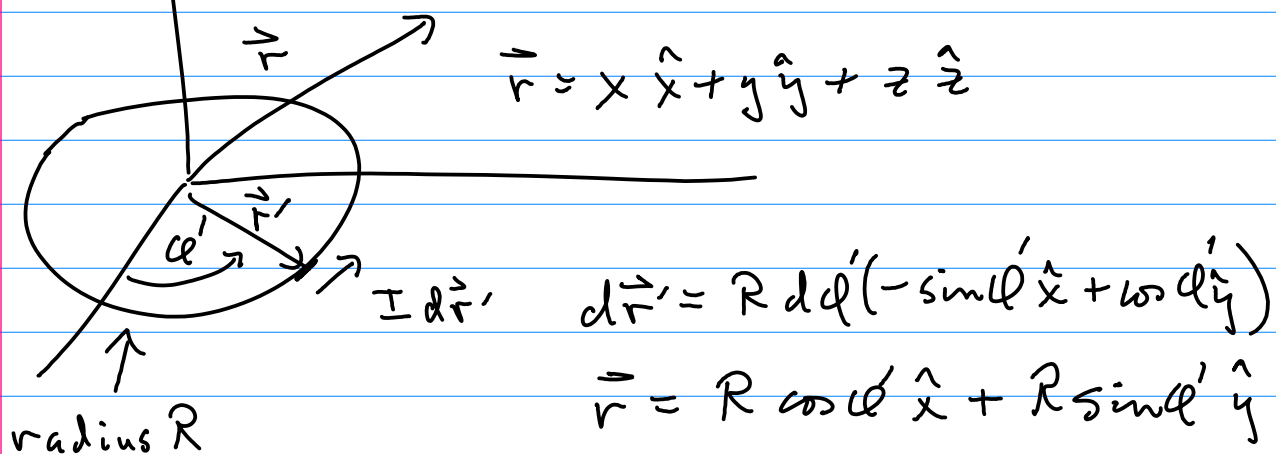 r⃗
r⃗ = x x̂ + y ŷ + z ẑ
r⃗'
φ'
I dr⃗'
dr⃗' = R dφ'(-sinφ' x̂ + cosφ' ŷ)
r⃗ = R cosφ' x̂ + R sinφ' ŷ
radius R